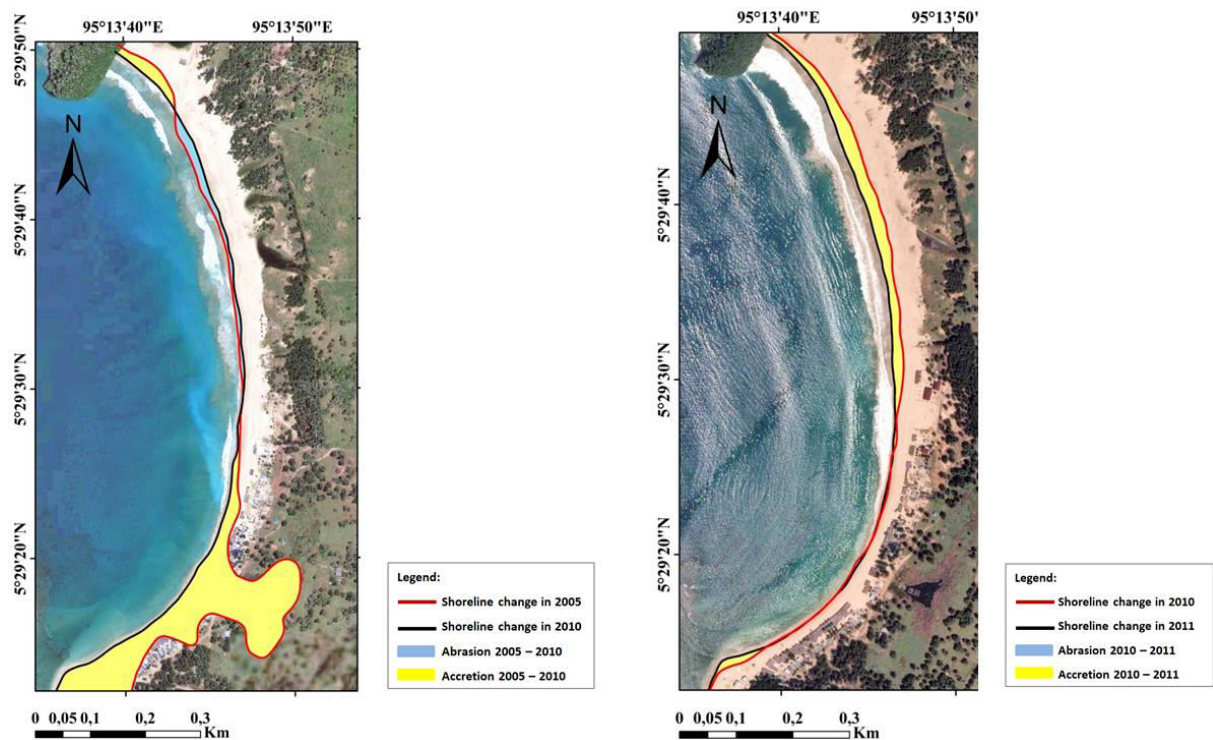 95°13'40"E 95°13'50"E
5°29'50"N
N
5°29'40"N
5°29'30"N
5°29'20"N
Legend:
Shoreline change in 2005
Shoreline change in 2010
Abrasion 2005 – 2010
Accretion 2005 – 2010
0 0,05 0,1 0,2 0,3
Km
95°13'40"E 95°13'50"
N
5°29'40"N
5°29'30"N
5°29'20"N
Legend:
Shoreline change in 2010
Shoreline change in 2011
Abrasion 2010 – 2011
Accretion 2010 – 2011
0 0,05 0,1 0,2 0,3
Km